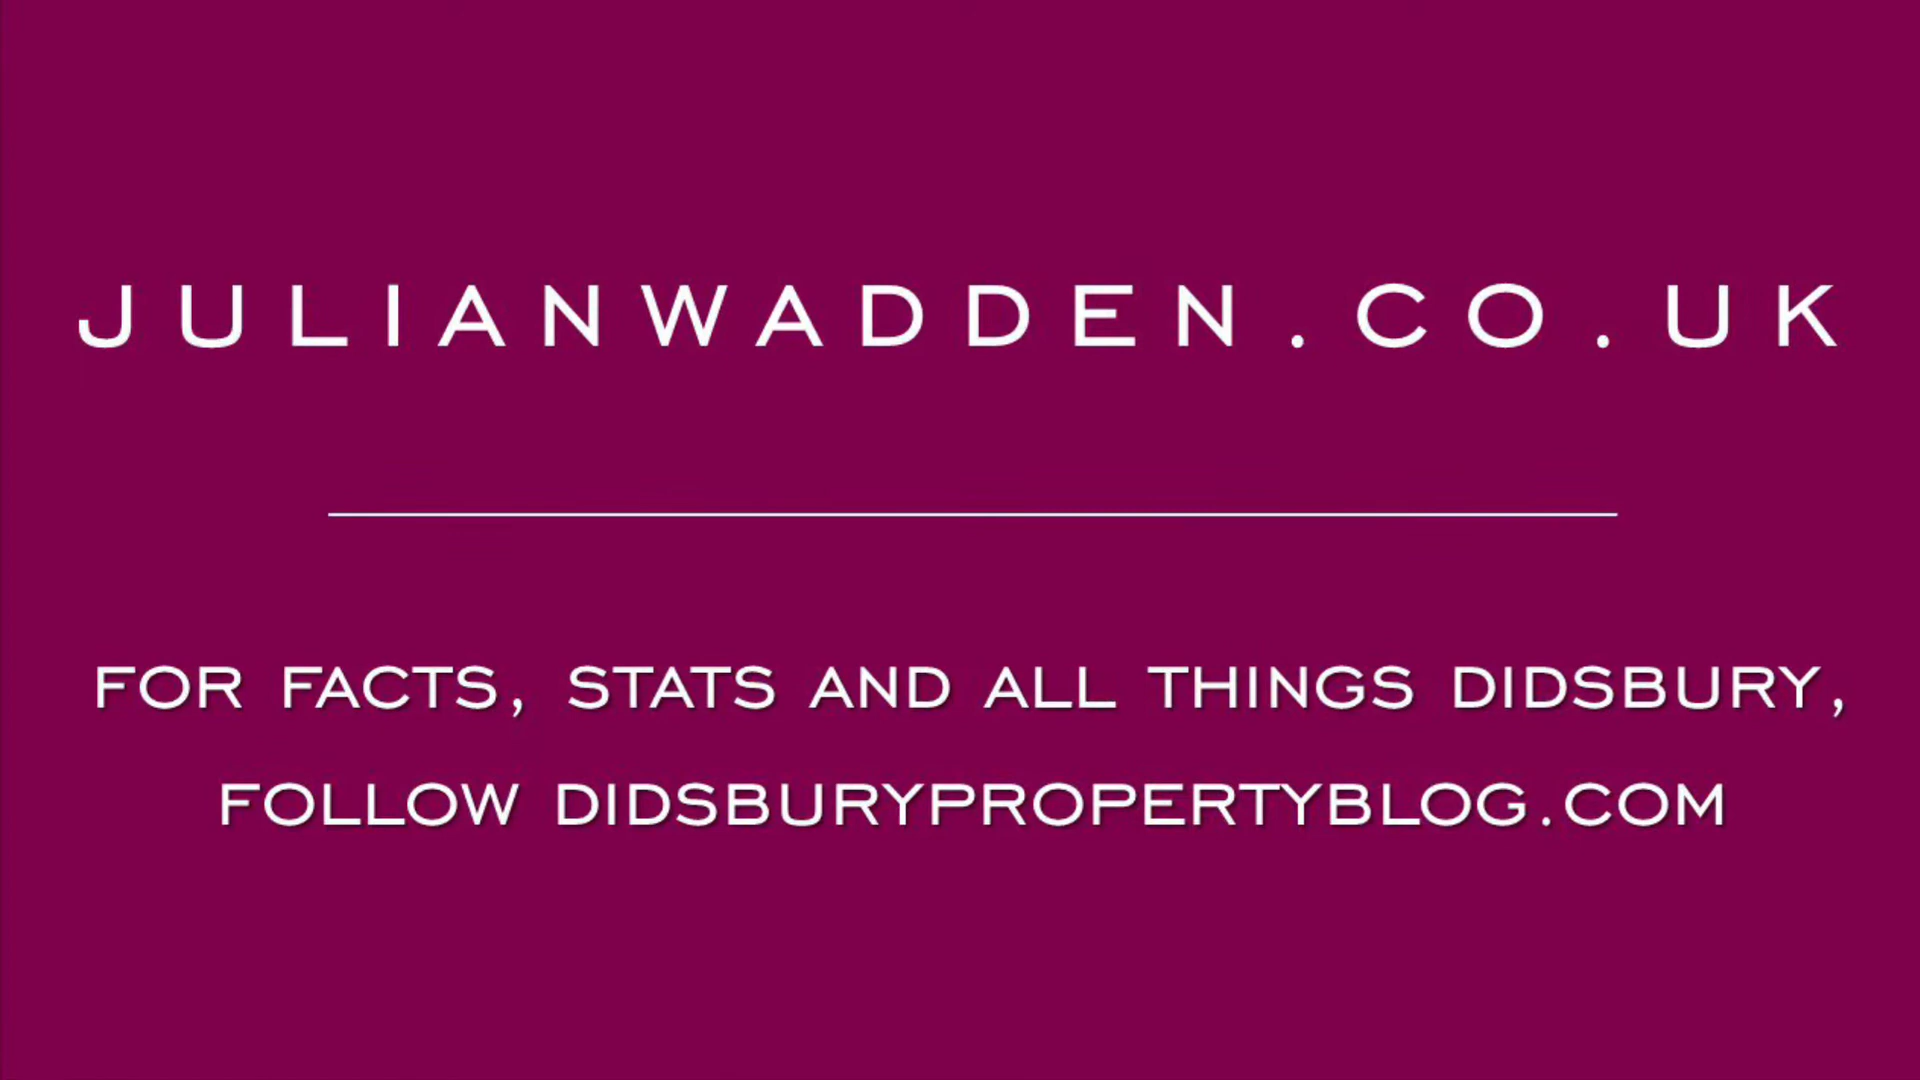 JULIANWADDEN.CO.UK
FOR FACTS, STATS AND ALL THINGS DIDSBURY,
FOLLOW DIDSBURYPROPERTYBLOG.COM